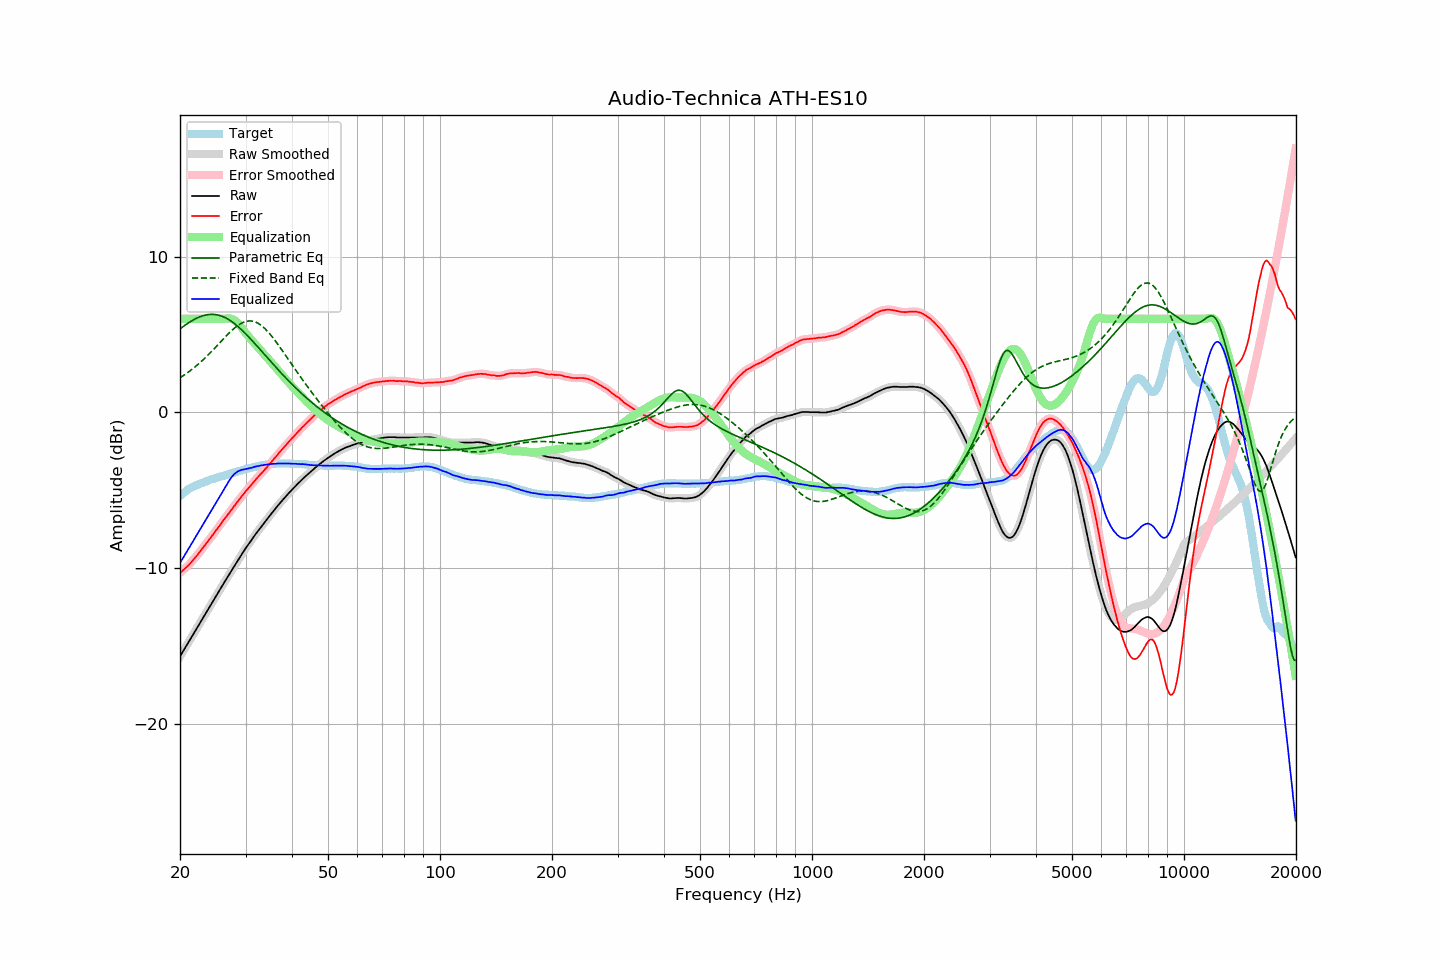 Audio-Technica ATH-ES10
Target
Raw Smoothed
Error Smoothed
Raw
Error
Equalization
Parametric Eq
Fixed Band Eq
Equalized
10
0
−10
−20
Amplitude (dBr)
20 50 100 200 500 1000 2000 5000 10000 20000
Frequency (Hz)